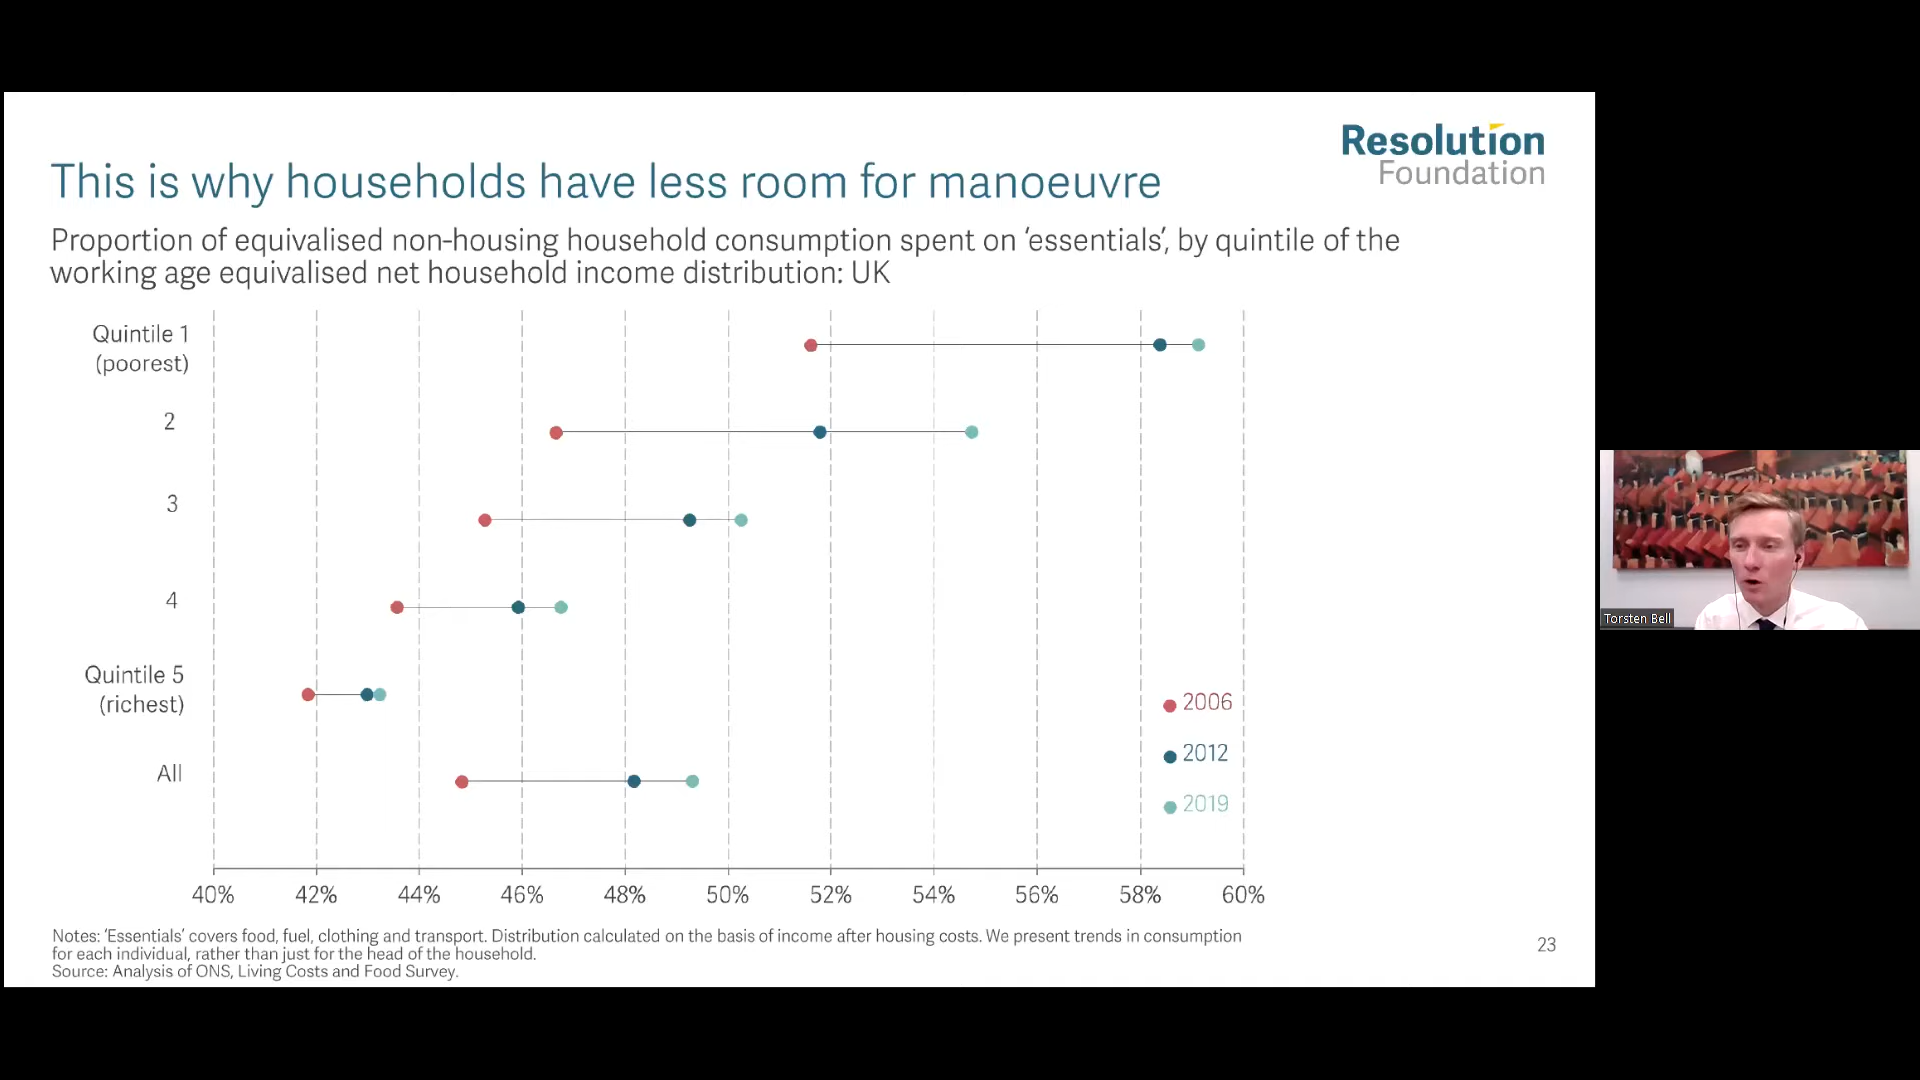 Resolution
Foundation
This is why households have less room for manoeuvre
Proportion of equivalised non-housing household consumption spent on ‘essentials’, by quintile of the
working age equivalised net household income distribution: UK
Quintile 1
(poorest)
2
3
4
Quintile 5
(richest)
All
2006
2012
2019
40% 42% 44% 46% 48% 50% 52% 54% 56% 58% 60%
Notes: ‘Essentials’ covers food, fuel, clothing and transport. Distribution calculated on the basis of income after housing costs. We present trends in consumption
for each individual, rather than just for the head of the household.
Source: Analysis of ONS, Living Costs and Food Survey.
23
Torsten Bell